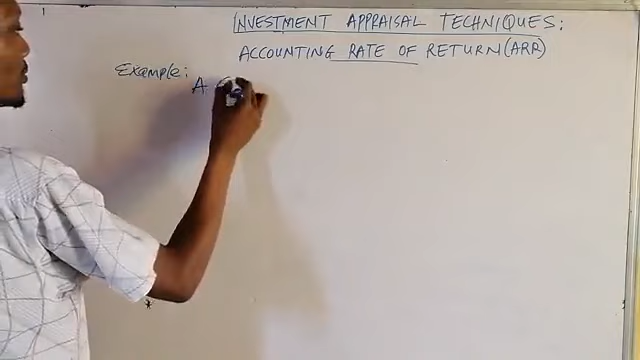 INVESTMENT APPRAISAL TECHNIQUES:
ACCOUNTING RATE OF RETURN(ARR)
Example:
A